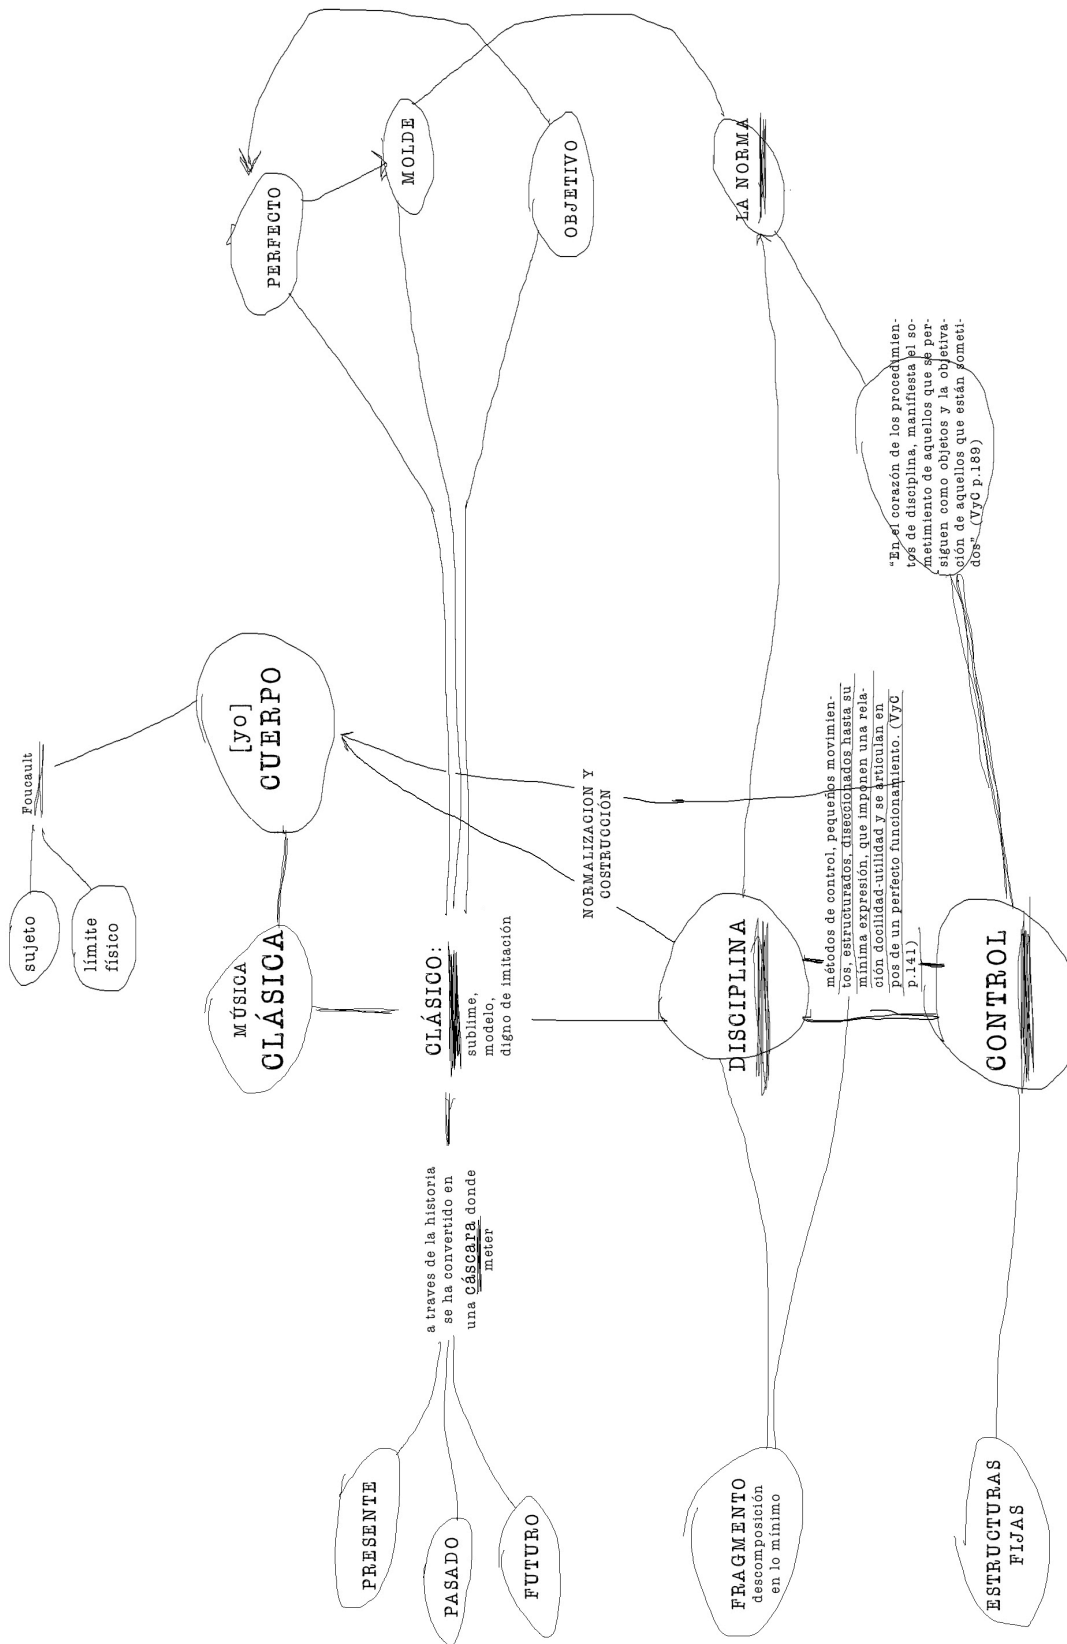 sujeto
límite
físico
Foucault
MÚSICA
CLÁSICA
[yo]
CUERPO
PERFECTO
MOLDE
OBJETIVO
PRESENTE
PASADO
FUTURO
a traves de la historia
se ha convertido en
una cáscara donde
meter
CLÁSICO:
sublime,
modelo,
digno de imitación
NORMALIZACION Y
COSTRUCCIÓN
LA NORMA
FRAGMENTO
descomposición
en lo mínimo
DISCIPLINA
métodos de control, pequeños movimien-
tos, estructurados, diseccionados hasta su
mínima expresión, que imponen una rela-
ción docilidad-utilidad y se articulan en
pos de un perfecto funcionamiento. (VyC
p.141)
"En el corazón de los procedimien-
tos de disciplina, manifiesta el so-
metimiento de aquellos que se per-
siguen como objetos y la objetiva-
ción de aquellos que están someti-
dos" (VyC p.189)
ESTRUCTURAS
FIJAS
CONTROL